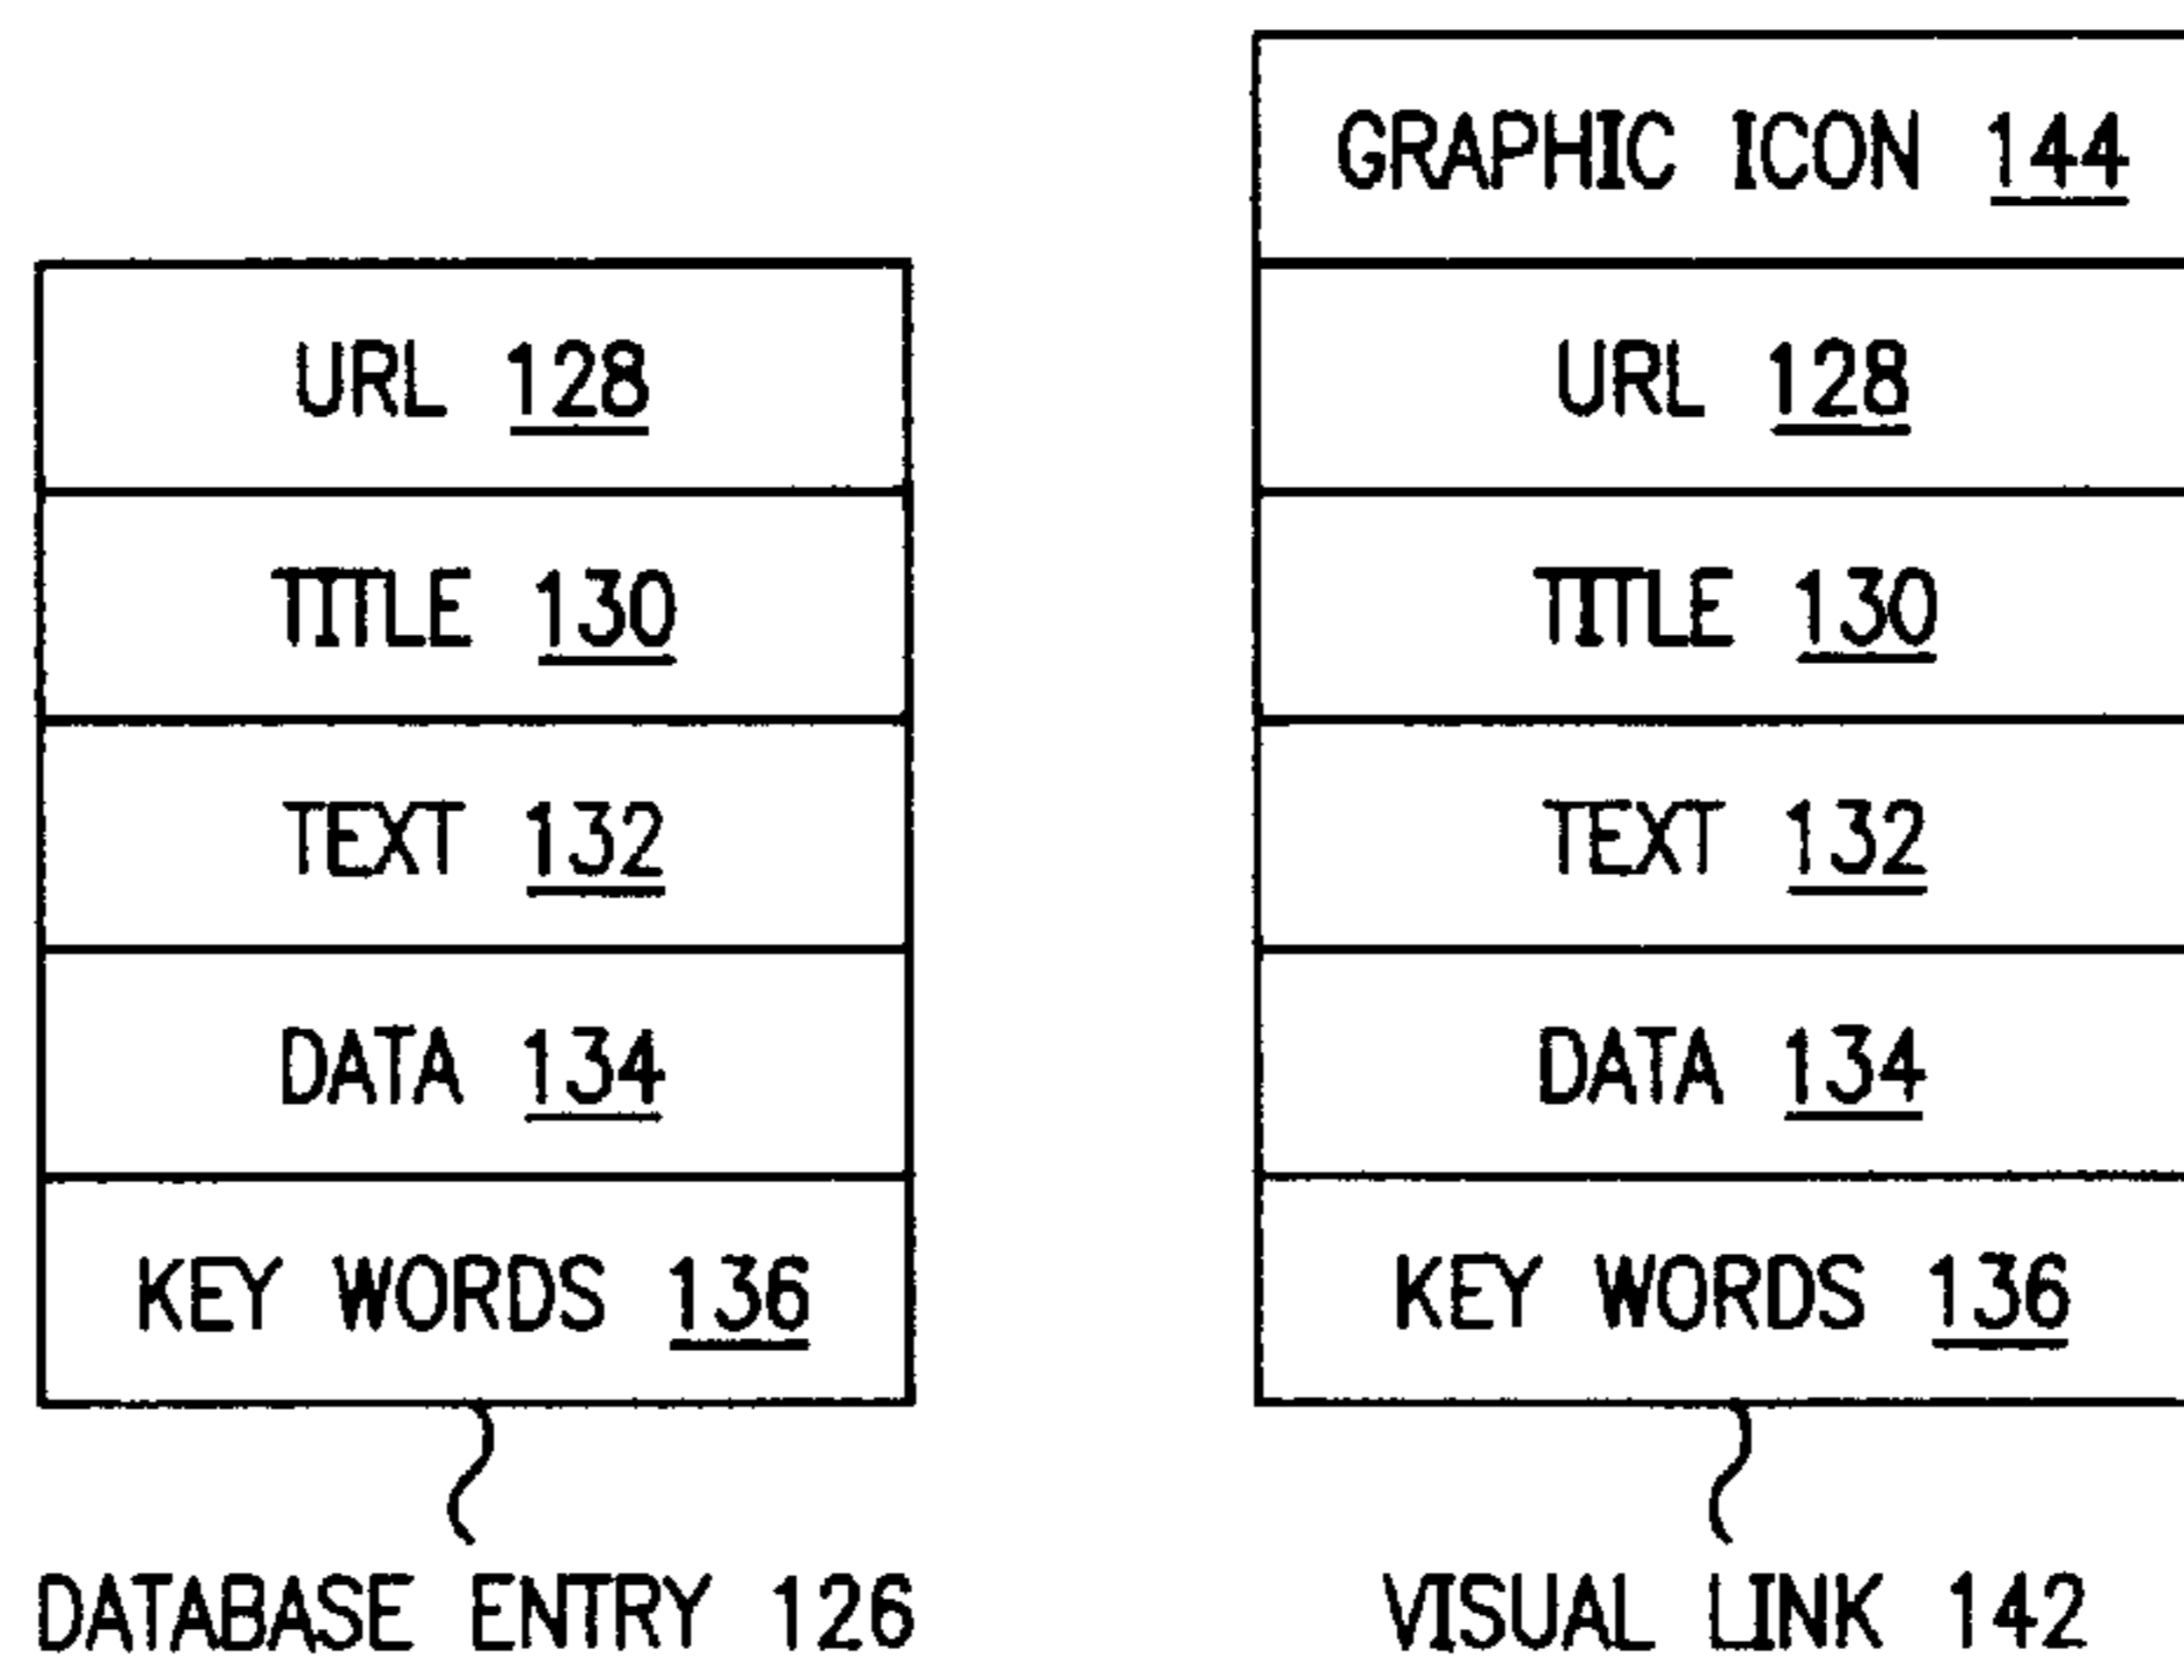 URL 128
TITLE 130
TEXT 132
DATA 134
KEY WORDS 136
DATABASE ENTRY 126
GRAPHIC ICON 144
URL 128
TITLE 130
TEXT 132
DATA 134
KEY WORDS 136
VISUAL LINK 142